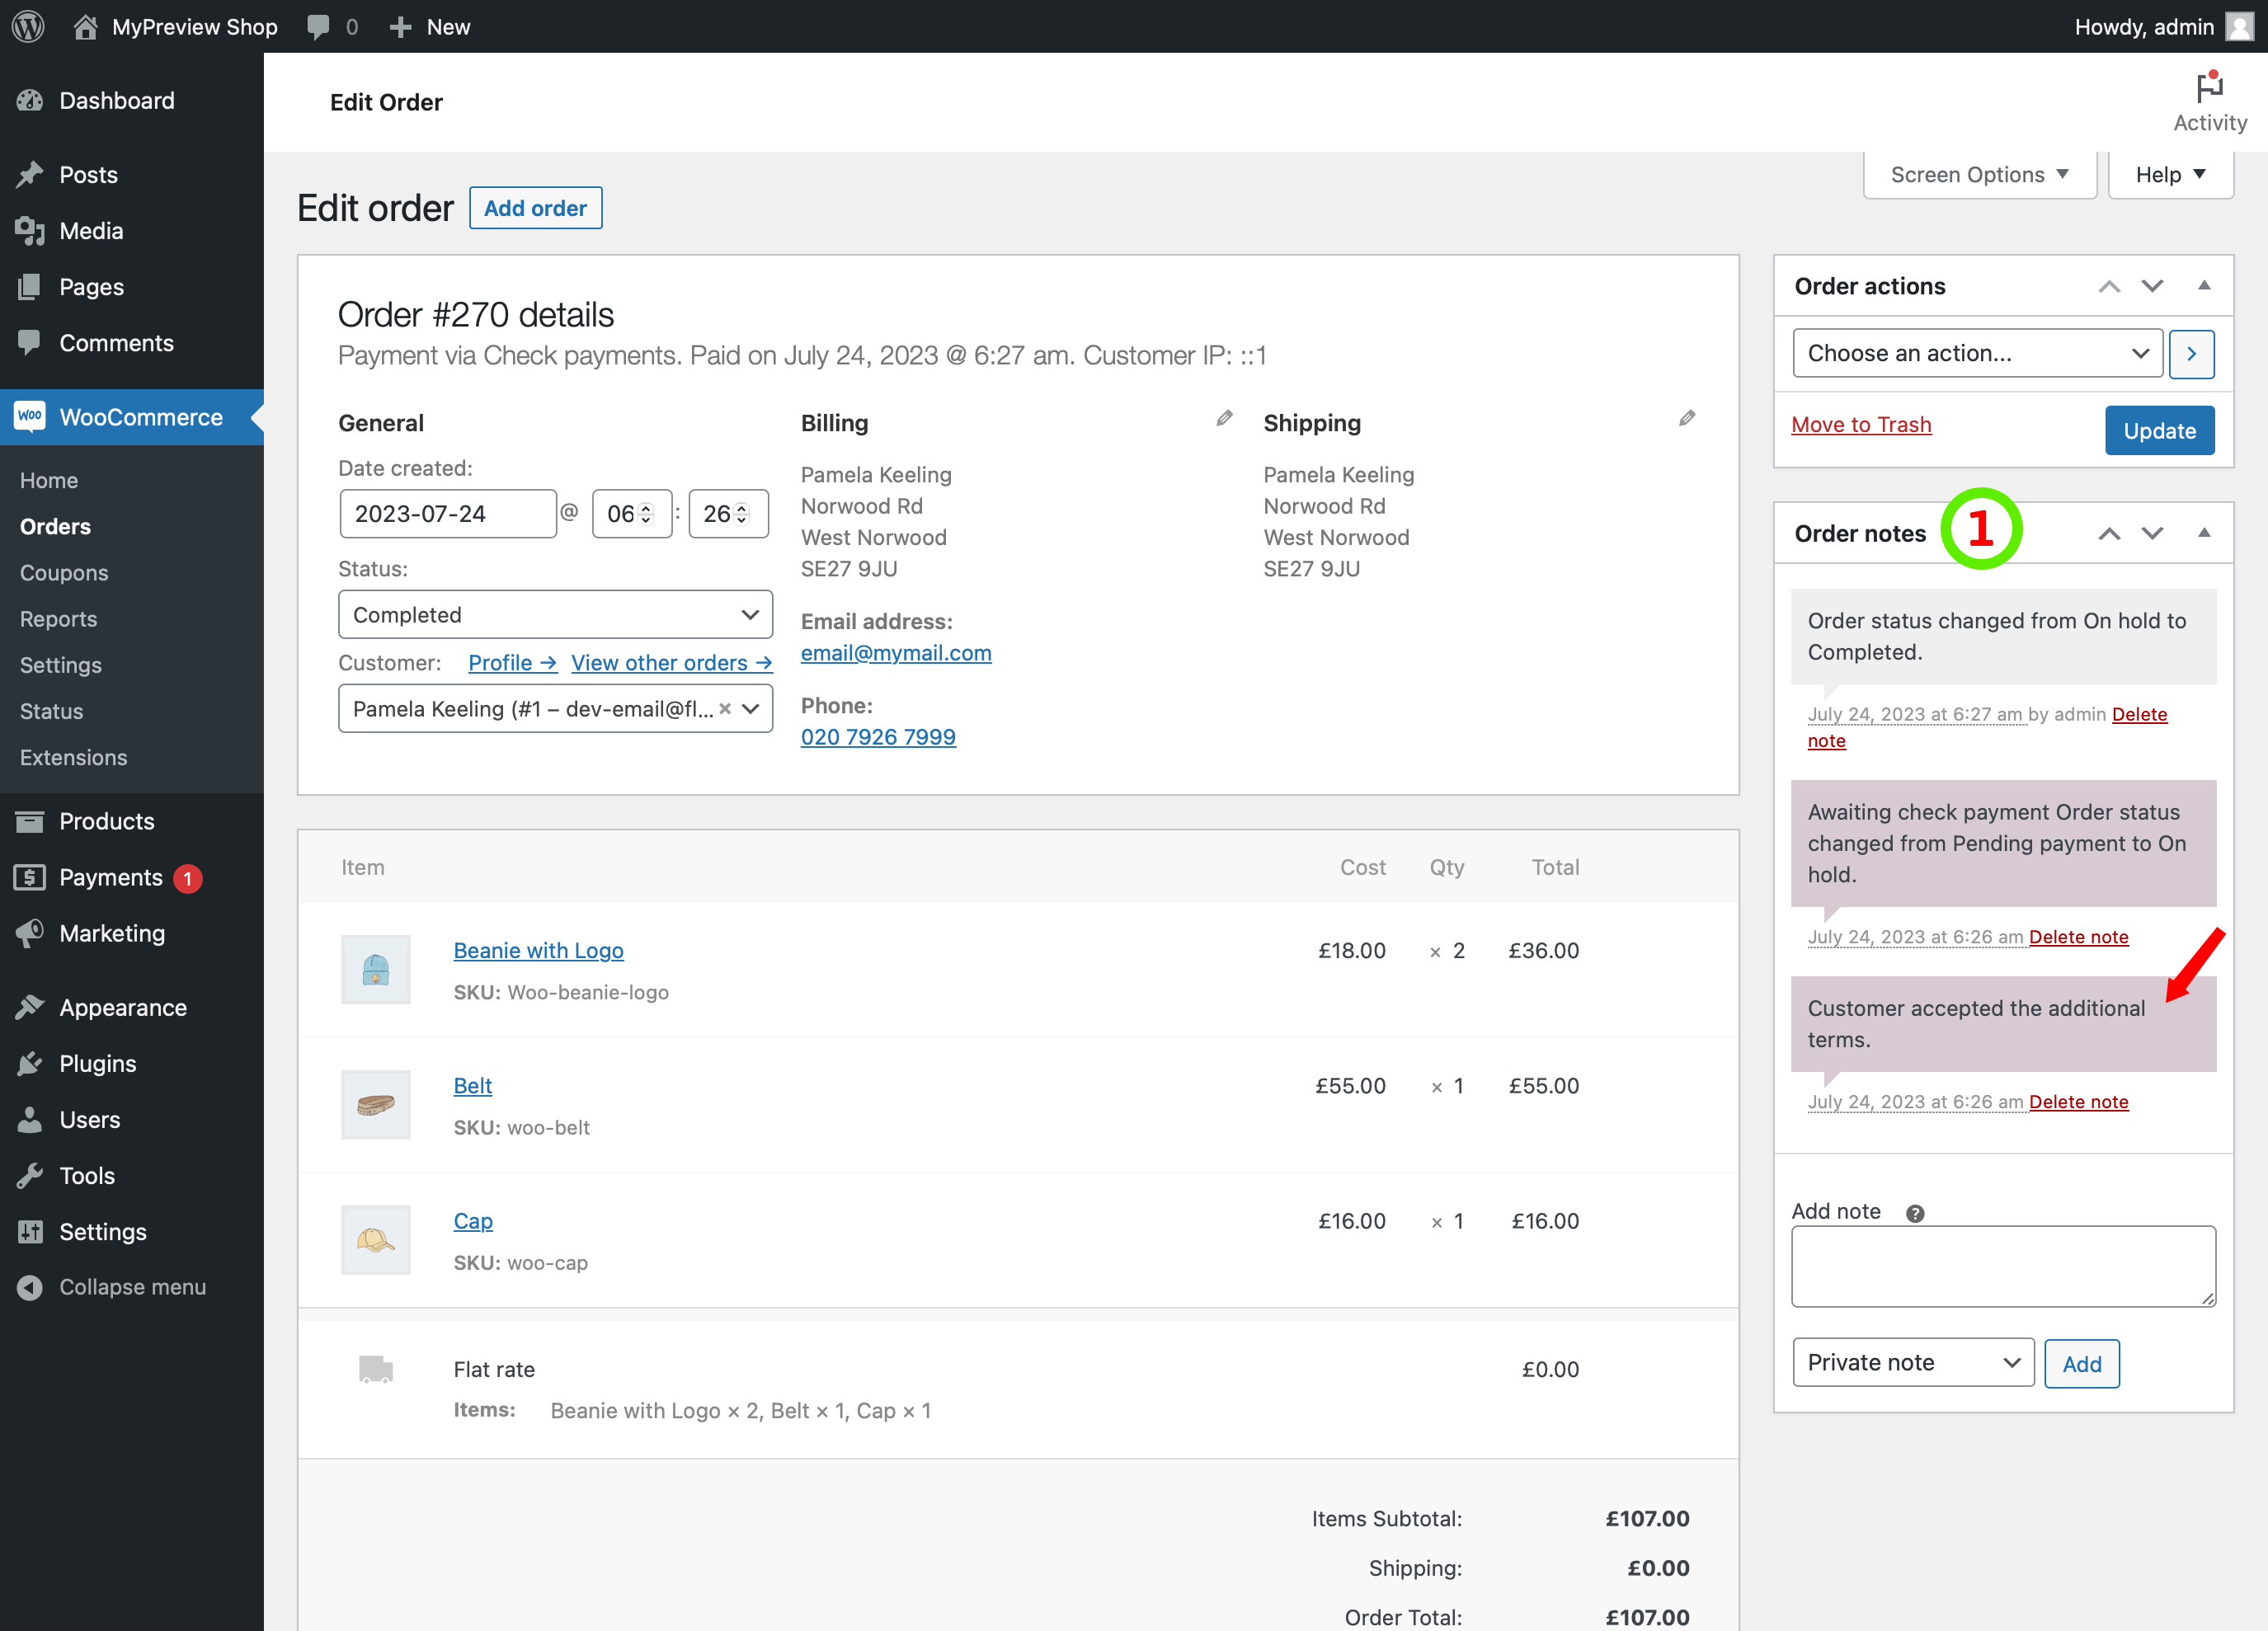 MyPreview Shop 0 New Howdy, admin
Dashboard
Posts
Media
Pages
Comments
WOO WooCommerce
Home
Orders
Coupons
Reports
Settings
Status
Extensions
Products
Payments 1
Marketing
Appearance
Plugins
Users
Tools
Settings
Collapse menu
Edit Order
Activity
Screen Options ▼ Help ▼
Edit order Add order
Order #270 details
Payment via Check payments. Paid on July 24, 2023 @ 6:27 am. Customer IP: ::1
General
Date created:
2023-07-24 @ 06 : 26
Status:
Completed
Customer: Profile → View other orders →
Pamela Keeling (#1 – dev-email@fl... ×
Billing
Pamela Keeling
Norwood Rd
West Norwood
SE27 9JU
Email address:
email@mymail.com
Phone:
020 7926 7999
Shipping
Pamela Keeling
Norwood Rd
West Norwood
SE27 9JU
Item Cost Qty Total
Beanie with Logo £18.00 × 2 £36.00
SKU: Woo-beanie-logo
Belt £55.00 × 1 £55.00
SKU: woo-belt
Cap £16.00 × 1 £16.00
SKU: woo-cap
Flat rate £0.00
Items: Beanie with Logo × 2, Belt × 1, Cap × 1
Items Subtotal: £107.00
Shipping: £0.00
Order Total: £107.00
Order actions
Choose an action...
Move to Trash Update
Order notes 1
Order status changed from On hold to
Completed.
July 24, 2023 at 6:27 am by admin Delete
note
Awaiting check payment Order status
changed from Pending payment to On
hold.
July 24, 2023 at 6:26 am Delete note
Customer accepted the additional
terms.
July 24, 2023 at 6:26 am Delete note
Add note ?
Private note Add